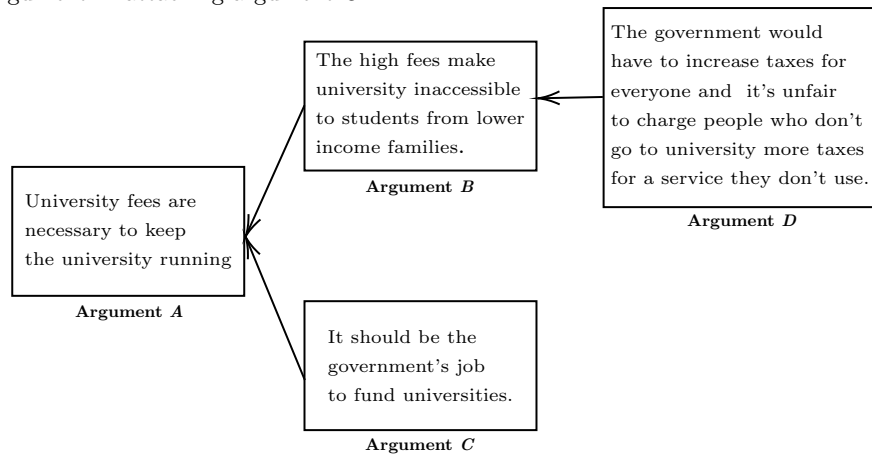 The government would
have to increase taxes for
everyone and it's unfair
to charge people who don't
go to university more taxes
for a service they don't use.
Argument D
The high fees make
university inaccessible
to students from lower
income families.
Argument B
University fees are
necessary to keep
the university running
Argument A
It should be the
government's job
to fund universities.
Argument C